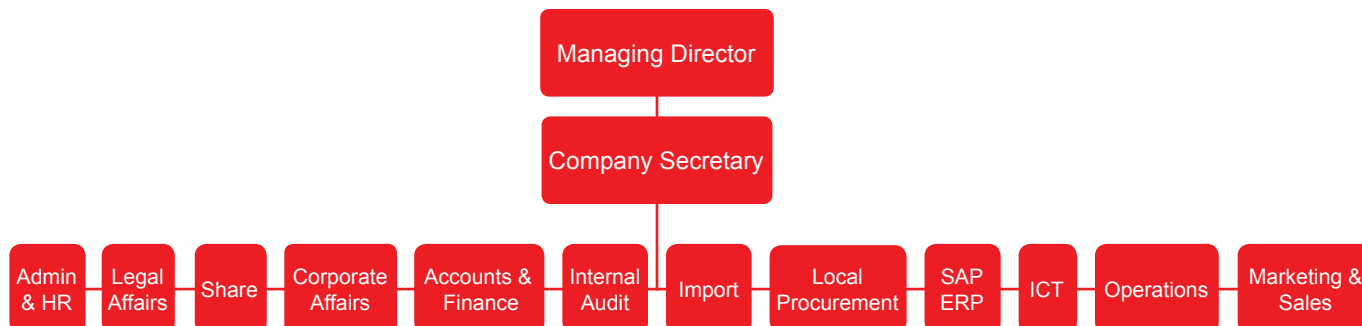 Managing Director
Company Secretary
Admin
& HR
Legal
Affairs
Share
Corporate
Affairs
Accounts &
Finance
Internal
Audit
Import
Local
Procurement
SAP
ERP
ICT
Operations
Marketing &
Sales